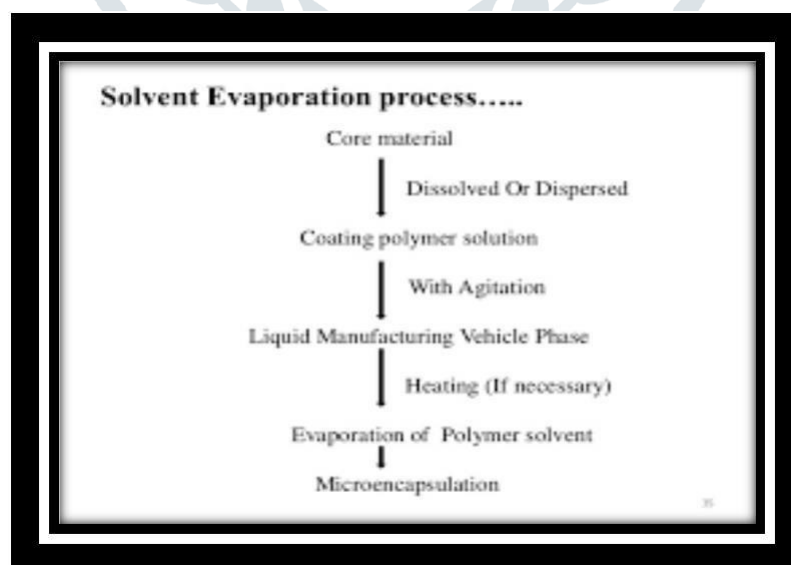 Solvent Evaporation process.....
Core material
Dissolved Or Dispersed
Coating polymer solution
With Agitation
Liquid Manufacturing Vehicle Phase
Heating (If necessary)
Evaporation of Polymer solvent
Microencapsulation
35